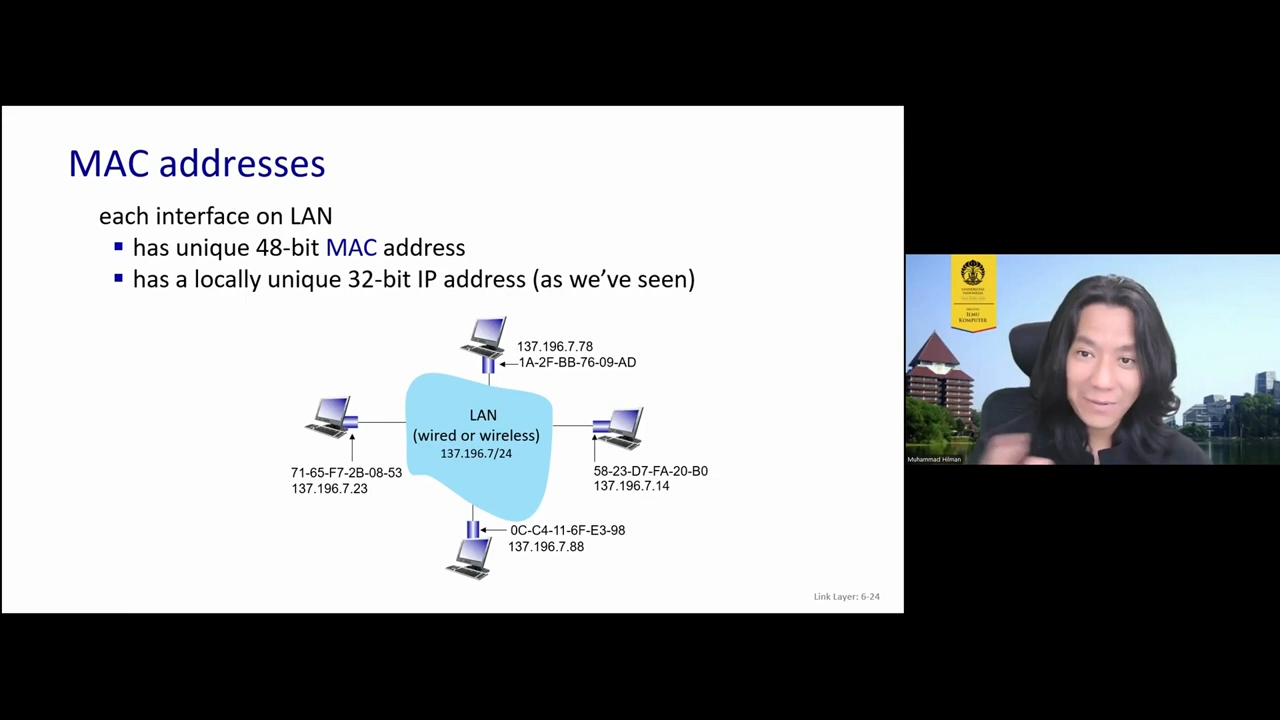 MAC addresses
each interface on LAN
has unique 48-bit MAC address
has a locally unique 32-bit IP address (as we’ve seen)
137.196.7.78
1A-2F-BB-76-09-AD
LAN
(wired or wireless)
137.196.7/24
71-65-F7-2B-08-53
137.196.7.23
58-23-D7-FA-20-B0
137.196.7.14
0C-C4-11-6F-E3-98
137.196.7.88
Link Layer: 6-24
UNIVERSITAS
INDONESIA
ILMU
KOMPUTER
Muhammad Hilman